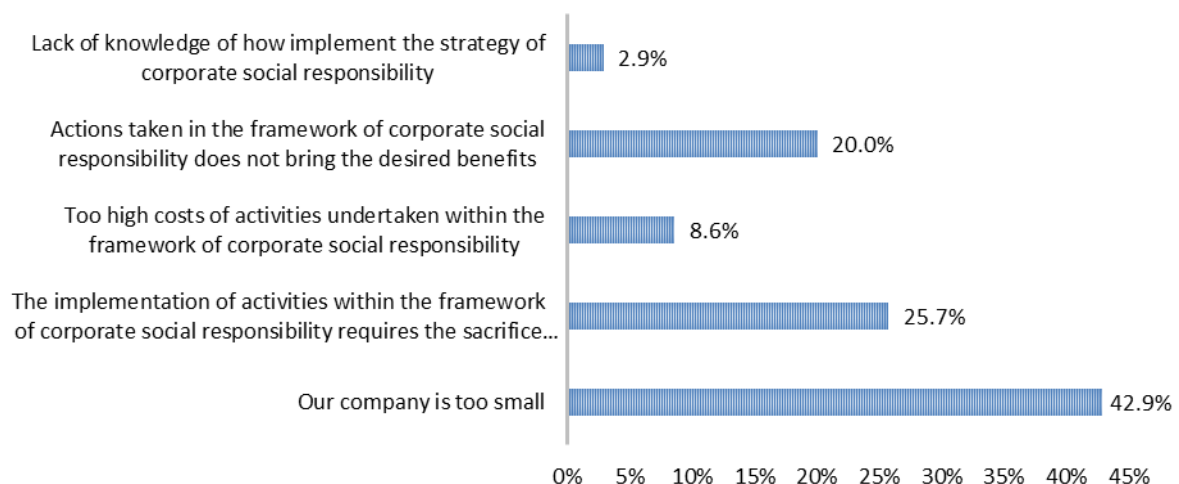 Lack of knowledge of how implement the strategy of
corporate social responsibility
2.9%
Actions taken in the framework of corporate social
responsibility does not bring the desired benefits
20.0%
Too high costs of activities undertaken within the
framework of corporate social responsibility
8.6%
The implementation of activities within the framework
of corporate social responsibility requires the sacrifice...
25.7%
Our company is too small
42.9%
0% 5% 10% 15% 20% 25% 30% 35% 40% 45%